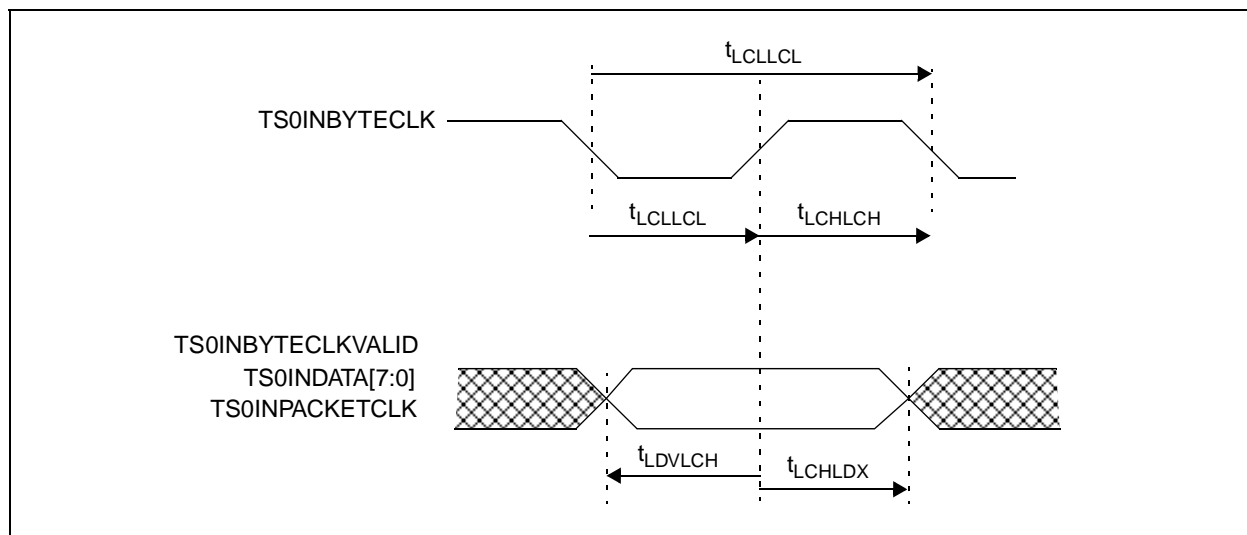 tLCLLCL
TS0INBYTECLK
tLCLLCL
tLCHLCH
TS0INBYTECLKVALID
TS0INDATA[7:0]
TS0INPACKETCLK
tLDVLCH
tLCHLDX